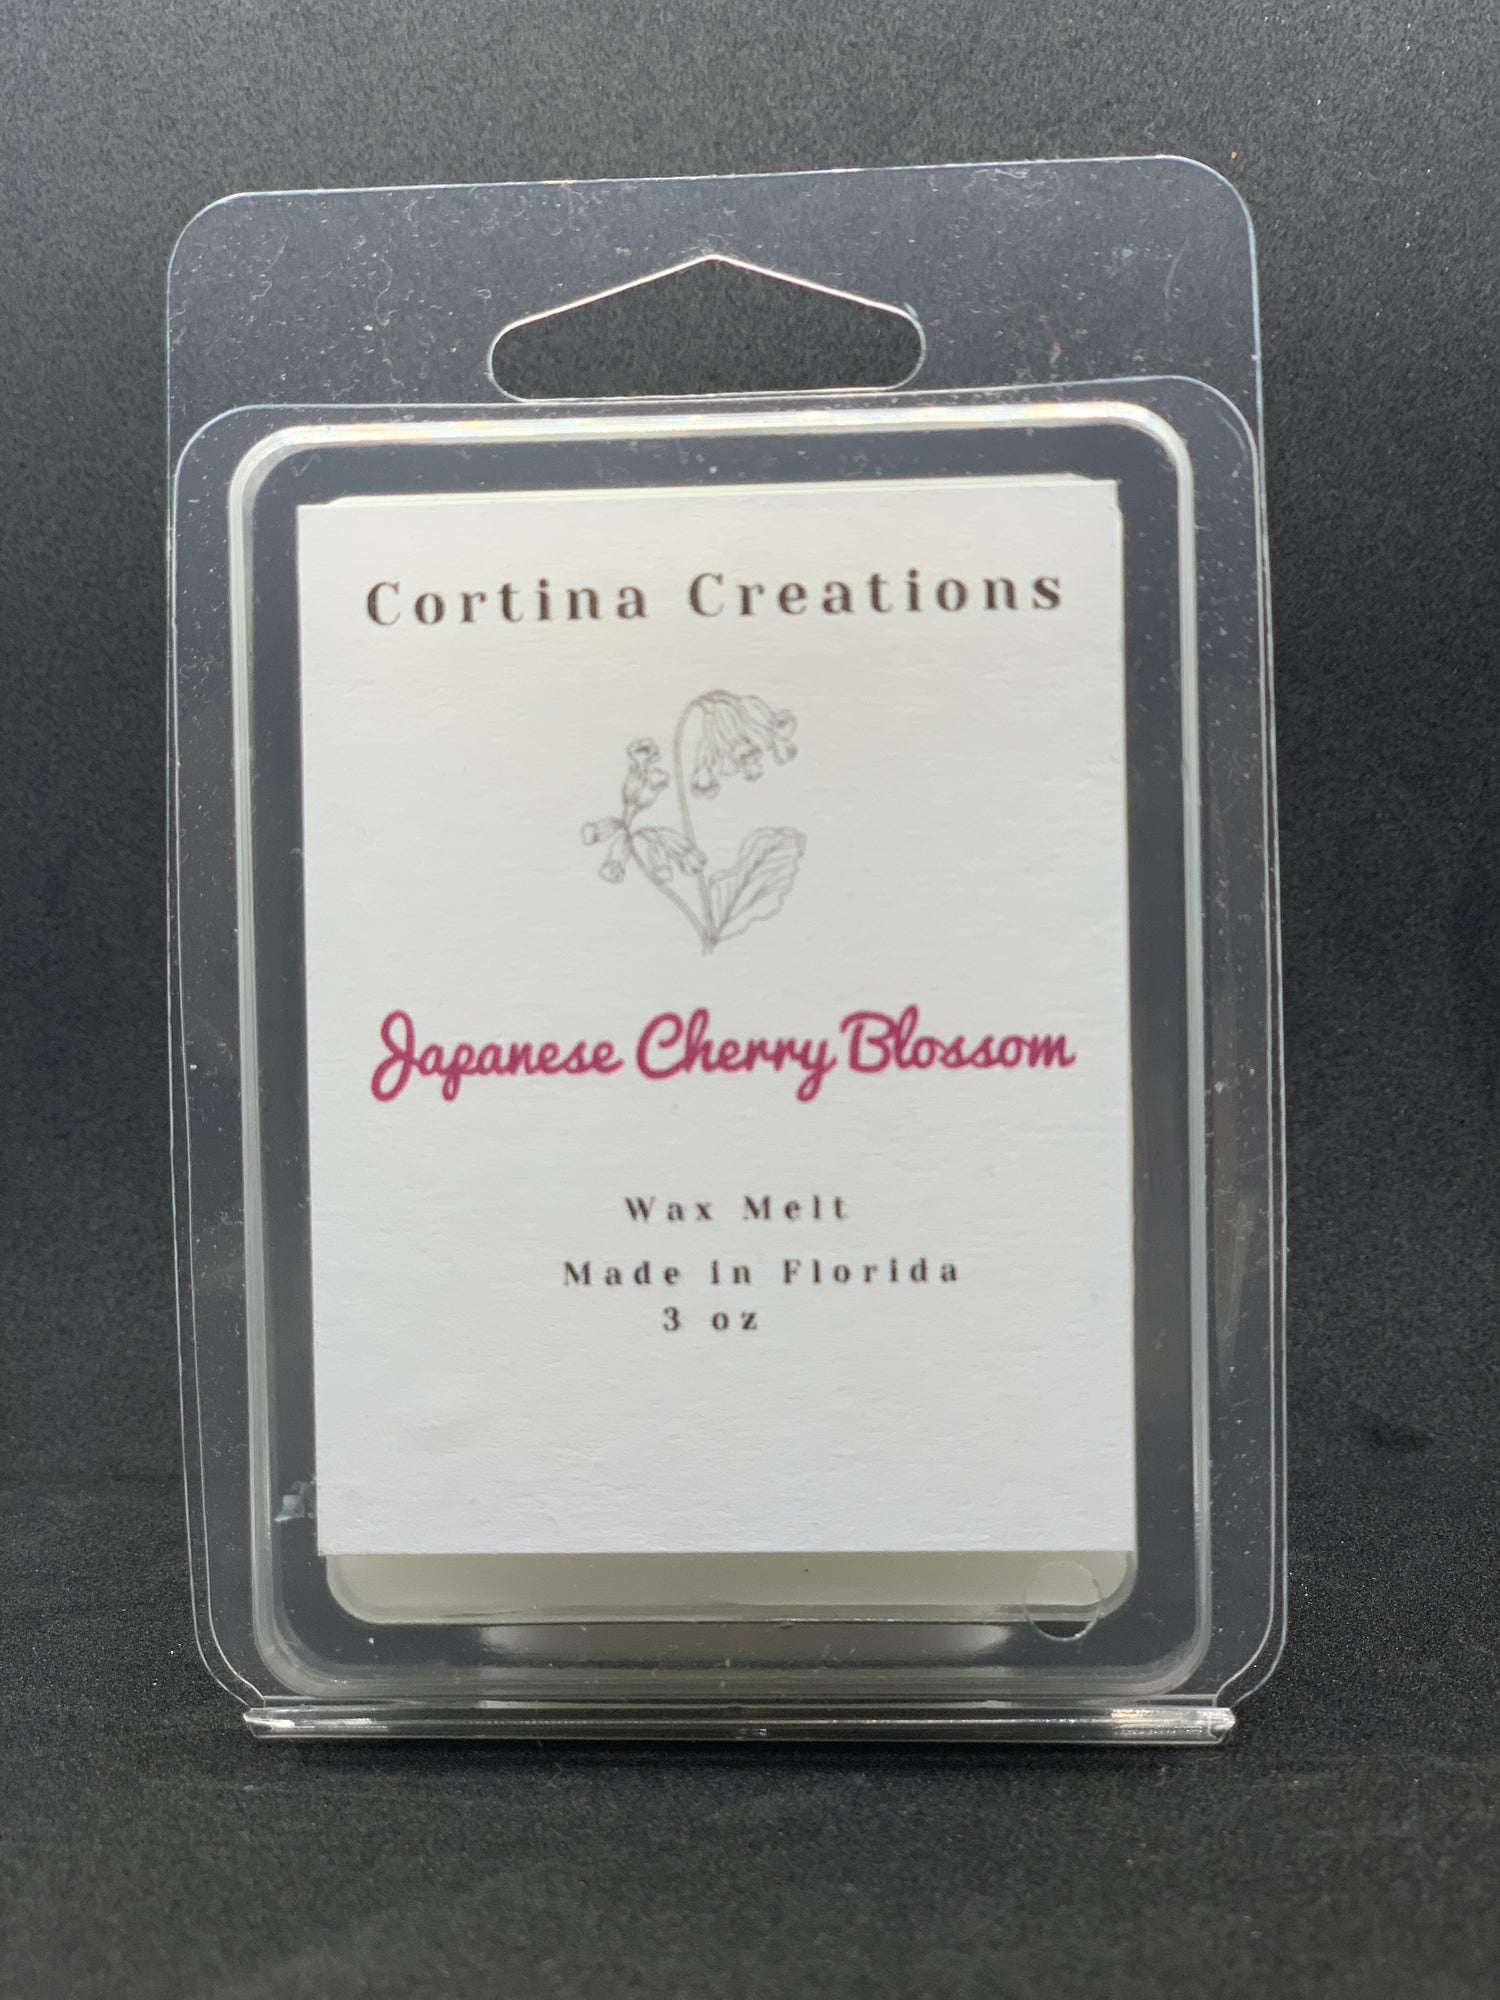 Cortina Creations
Japanese Cherry Blossom
Wax Melt
Made in Florida
3 oz